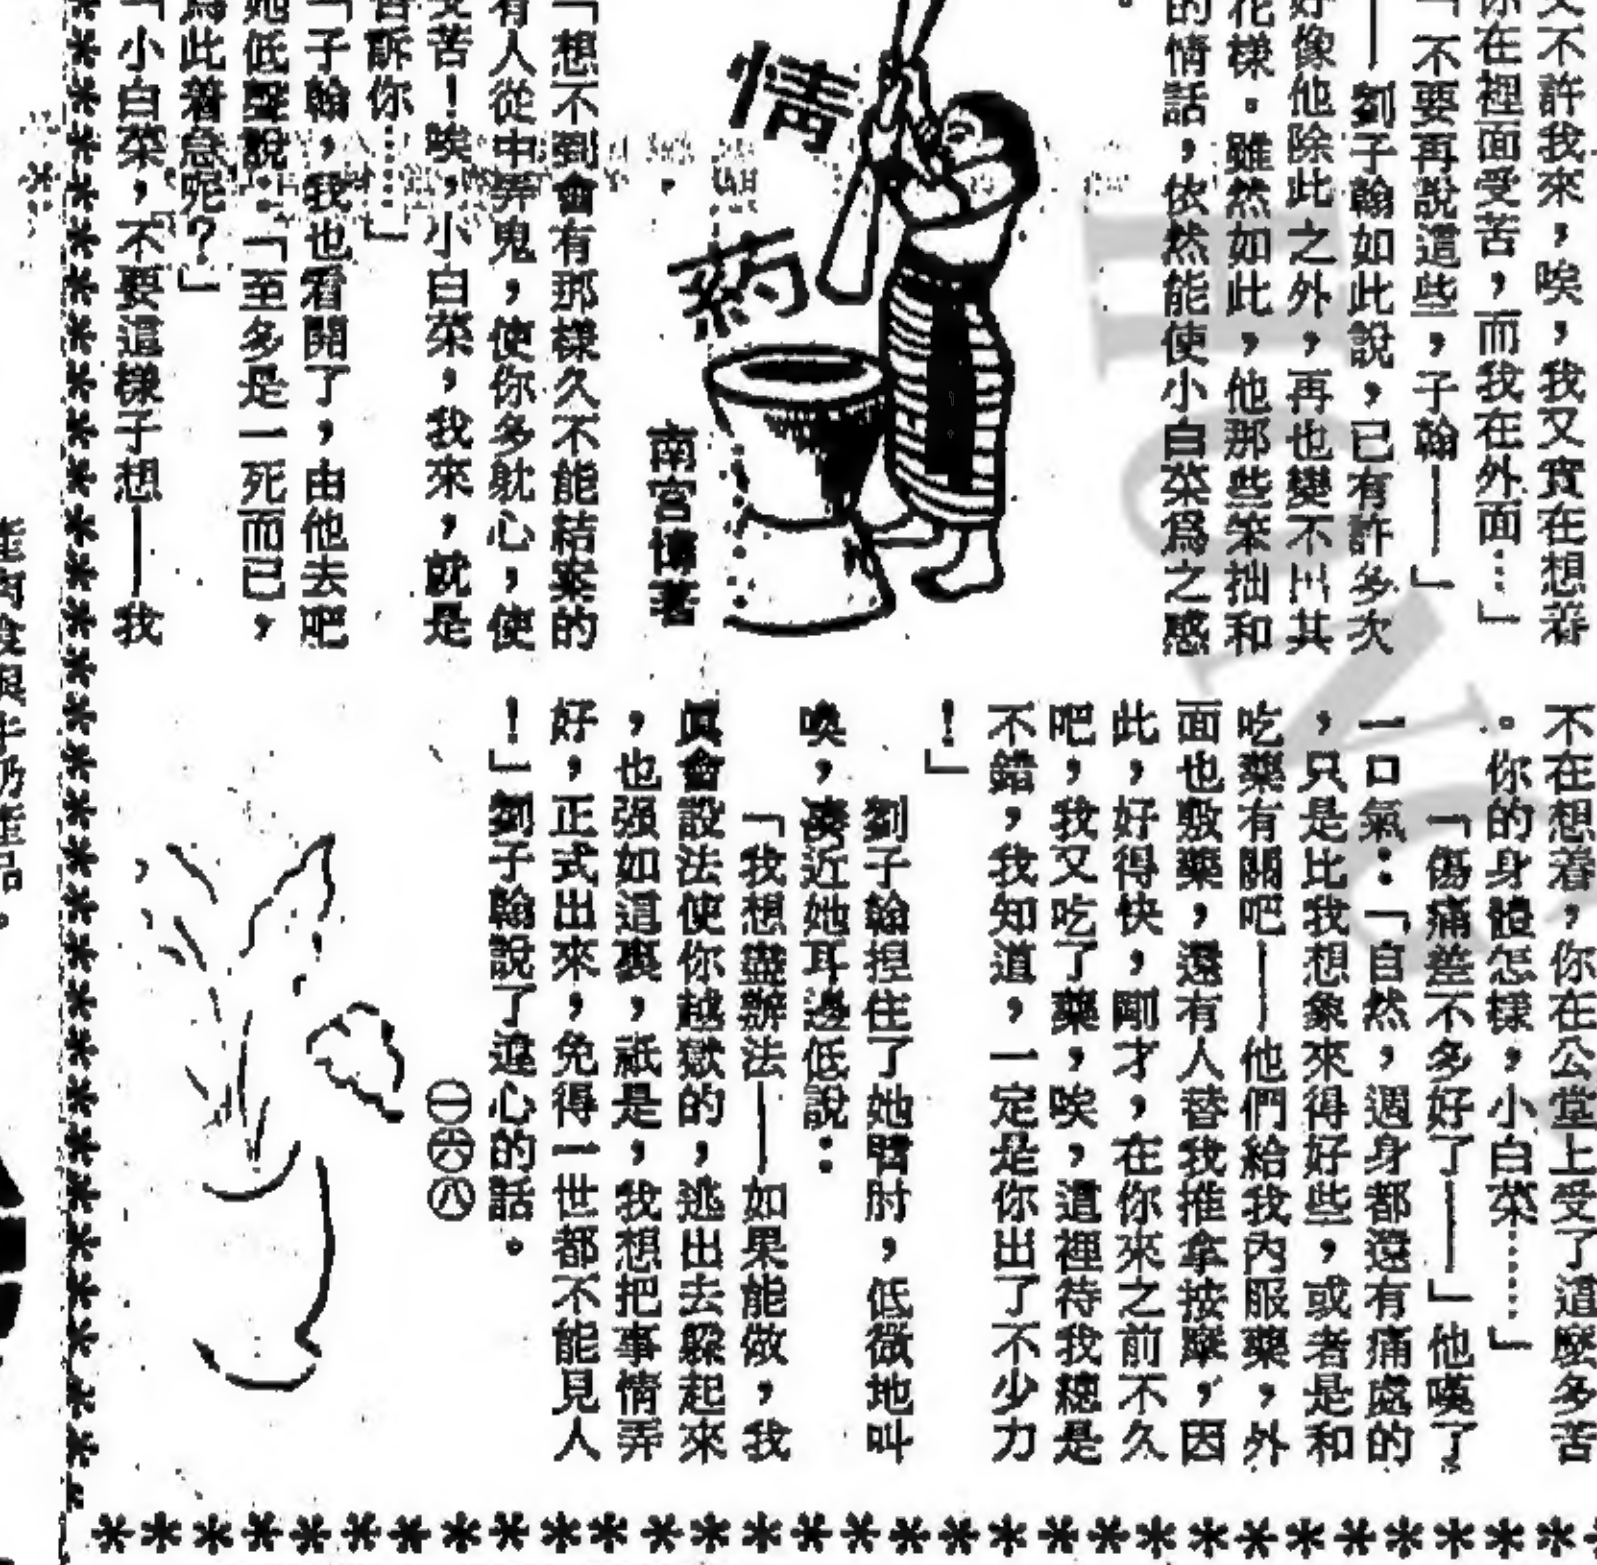 又不許我來，唉，我又實在想着
你在裡面受苦，而我在外面…」
「不要再說這些，子翰——」
——劉子翰如此說，已有許多次
好像他除此之外，再也變不出其
花樣。雖然如此，他那些笨拙和
的情話，依然能使小白菜爲之感
。
情
葯
南宮博著
「想不到會有那樣久不能結案的
有人從中弄鬼，使你多躭心，使
受苦！唉，小白菜，我來，就是
告訴你……」
「子翰，我也看開了，由他去吧
她低聲說：「至多是一死而已，
爲此着急呢？」
「小白菜，不要這樣子想——我
不在想着，你在公堂上受了這麼多苦
。你的身體怎樣，小白菜……」
「傷痛差不多好了——」他嘆了
一口氣：「自然，週身都還有痛處的
，只是比我想象來得好些，或者是和
吃藥有關吧——他們給我內服藥，外
面也敷藥，還有人替我推拿按摩，因
此，好得快，剛才，在你來之前不久
吧，我又吃了藥，唉，這裡待我總是
不錯，我知道，一定是你出了不少力
！」
劉子翰捏住了她臂肘，低微地叫
喚，湊近她耳邊低說：
「我想盡辦法——如果能做，我
眞會設法使你越獄的，逃出去躱起來
，也强如這裏，祇是，我想把事情弄
好，正式出來，免得一世都不能見人
！」劉子翰說了違心的話。
㊀㊅㊇
HONG